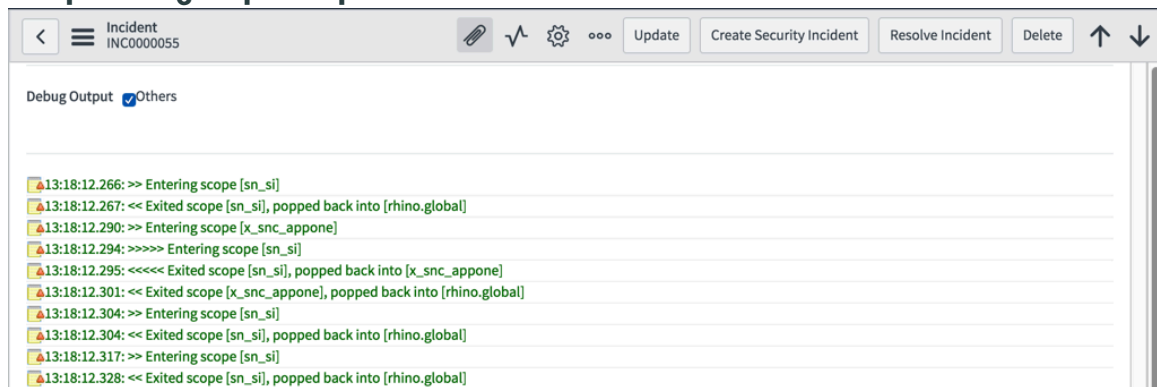 Incident
INC0000055
Update
Create Security Incident
Resolve Incident
Delete
Debug Output Others
13:18:12.266: >> Entering scope [sn_si]
13:18:12.267: << Exited scope [sn_si], popped back into [rhino.global]
13:18:12.290: >> Entering scope [x_snc_appone]
13:18:12.294: >>>>> Entering scope [sn_si]
13:18:12.295: <<<<< Exited scope [sn_si], popped back into [x_snc_appone]
13:18:12.301: << Exited scope [x_snc_appone], popped back into [rhino.global]
13:18:12.304: >> Entering scope [sn_si]
13:18:12.304: << Exited scope [sn_si], popped back into [rhino.global]
13:18:12.317: >> Entering scope [sn_si]
13:18:12.328: << Exited scope [sn_si], popped back into [rhino.global]